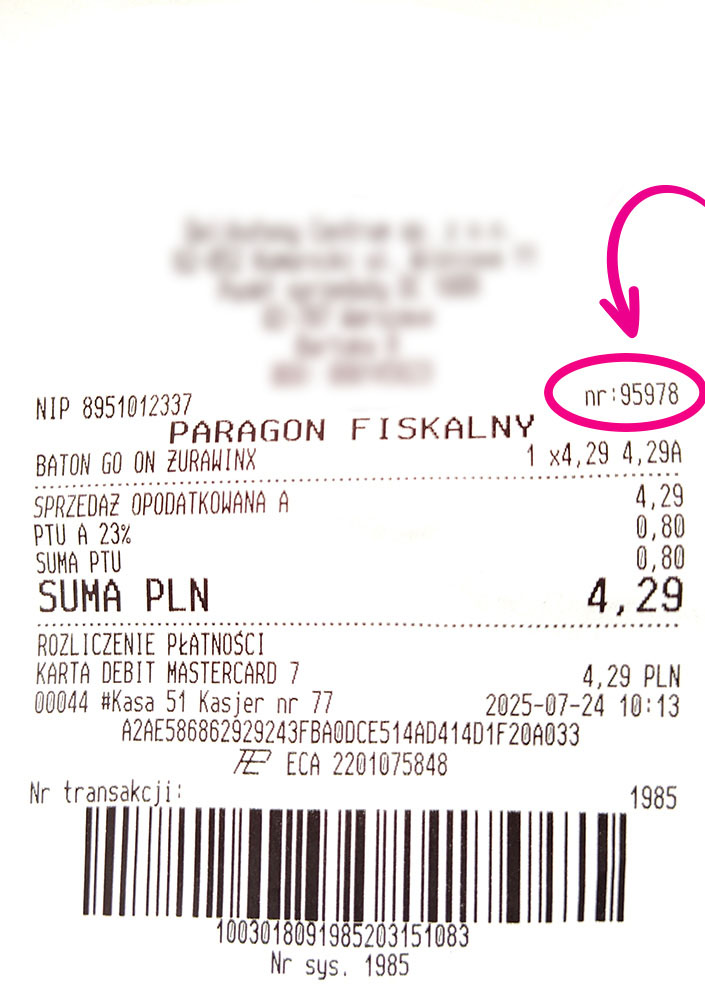 NIP 8951012337 nr:95978
PARAGON FISKALNY
BATON GO ON ŻURAWINX 1 x4,29 4,29A
SPRZEDAŻ OPODATKOWANA A 4,29
PTU A 23% 0,80
SUMA PTU 0,80
SUMA PLN 4,29
ROZLICZENIE PŁATNOŚCI
KARTA DEBIT MASTERCARD 7 4,29 PLN
00044 #Kasa 51 Kasjer nr 77 2025-07-24 10:13
A2AE586862929243FBA0DCE514AD414D1F20A033
ECA 2201075848
Nr transakcji: 1985
1003018091985203151083
Nr sys. 1985